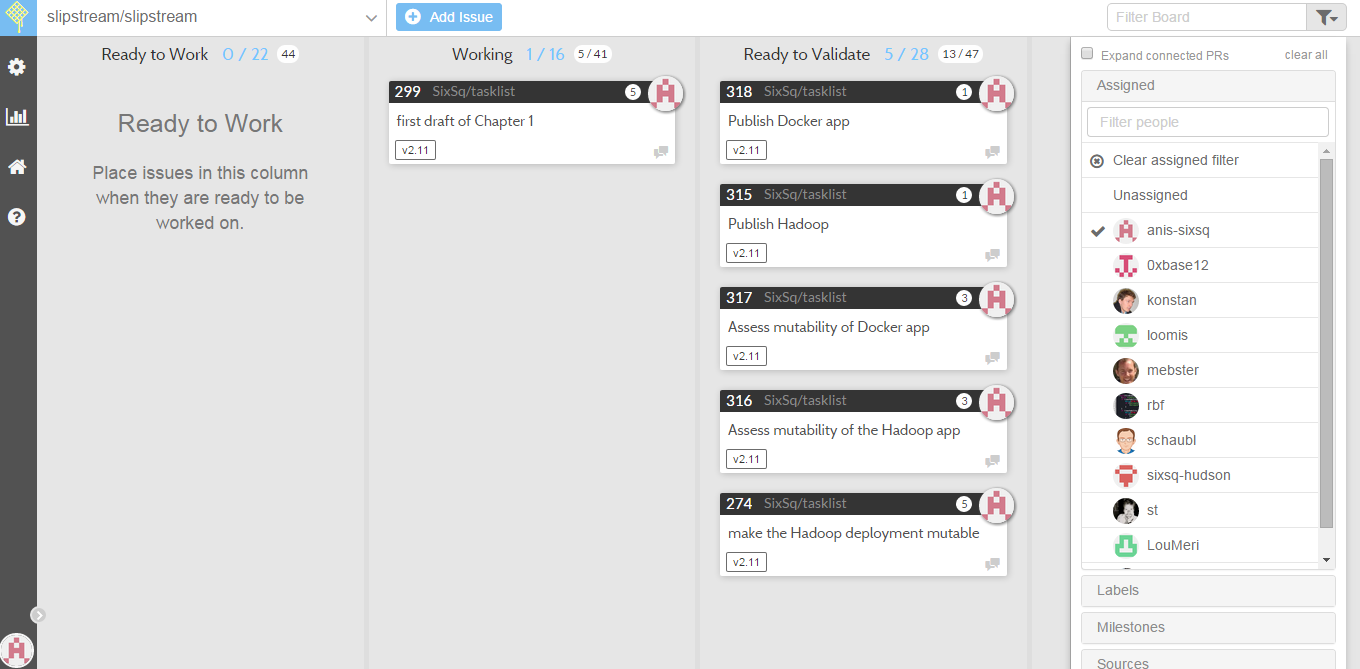 slipstream/slipstream
Add Issue
Filter Board
Ready to Work 0 / 22 44
Ready to Work
Place issues in this column
when they are ready to be
worked on.
Working 1 / 16 5 / 41
299 SixSq/tasklist 5
first draft of Chapter 1
v2.11
Ready to Validate 5 / 28 13 / 47
318 SixSq/tasklist 1
Publish Docker app
v2.11
315 SixSq/tasklist 1
Publish Hadoop
v2.11
317 SixSq/tasklist 3
Assess mutability of Docker app
v2.11
316 SixSq/tasklist 3
Assess mutability of the Hadoop app
v2.11
274 SixSq/tasklist 5
make the Hadoop deployment mutable
v2.11
Expand connected PRs clear all
Assigned
Filter people
Clear assigned filter
Unassigned
anis-sixsq
0xbase12
konstan
loomis
mebster
rbf
schaubl
sixsq-hudson
st
LouMeri
Labels
Milestones
Sources